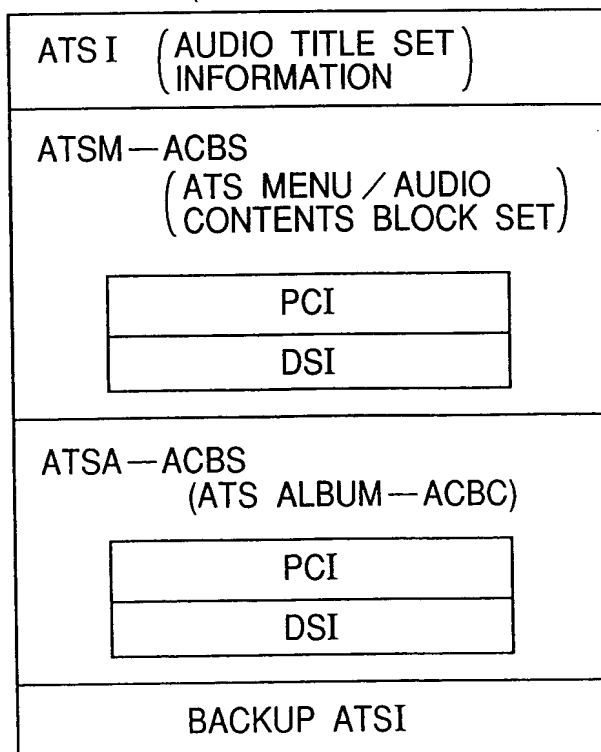 ATSI (AUDIO TITLE SET
INFORMATION)
ATSM—ACBS
(ATS MENU/AUDIO
CONTENTS BLOCK SET)
PCI
DSI
ATSA—ACBS
(ATS ALBUM—ACBC)
PCI
DSI
BACKUP ATSI